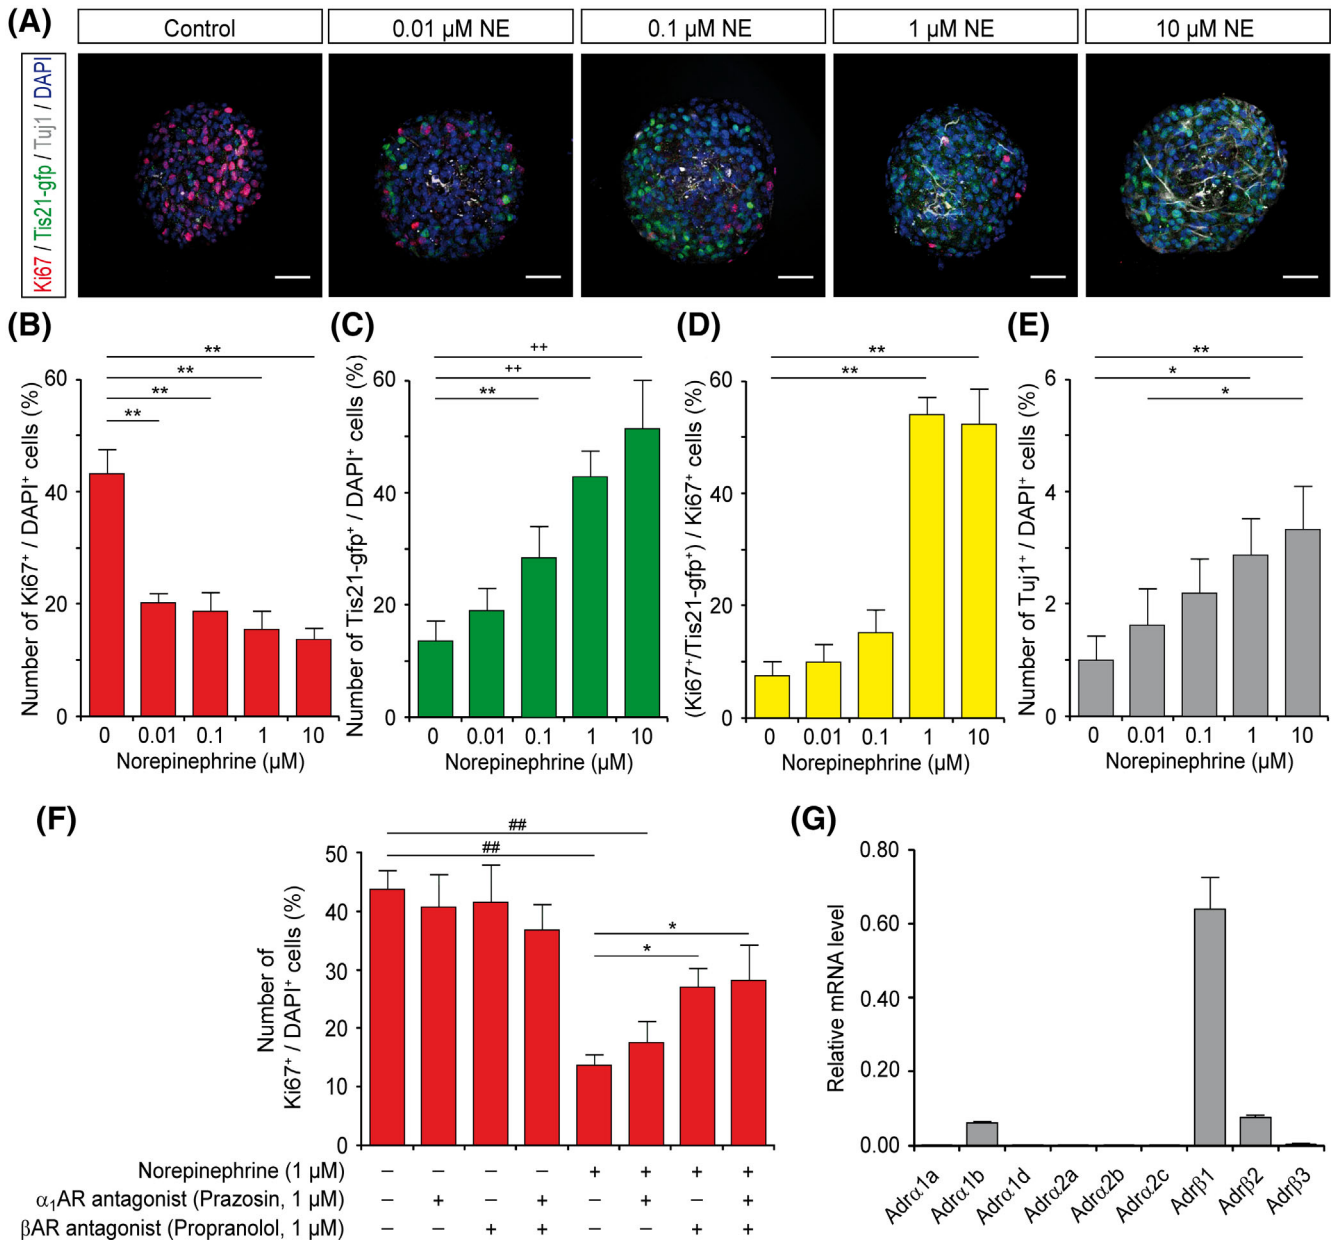 (A)
Control
0.01 µM NE
0.1 µM NE
1 µM NE
10 µM NE
Ki67 / Tis21-gfp / Tuj1 / DAPI
(B)
Number of Ki67⁺ / DAPI⁺ cells (%)
60
40
20
0
**
**
**
**
0 0.01 0.1 1 10
Norepinephrine (µM)
(C)
Number of Tis21-gfp⁺ / DAPI⁺ cells (%)
60
40
20
0
++
++
**
0 0.01 0.1 1 10
Norepinephrine (µM)
(D)
(Ki67⁺/Tis21-gfp⁺) / Ki67⁺ cells (%)
60
40
20
0
**
**
0 0.01 0.1 1 10
Norepinephrine (µM)
(E)
Number of Tuj1⁺ / DAPI⁺ cells (%)
6
4
2
0
**
*
*
0 0.01 0.1 1 10
Norepinephrine (µM)
(F)
Number of
Ki67⁺ / DAPI⁺ cells (%)
50
40
30
20
10
0
##
##
*
*
Norepinephrine (1 µM) – – – – + + + +
α₁AR antagonist (Prazosin, 1 µM) – + – + – + – +
βAR antagonist (Propranolol, 1 µM) – – + + – – + +
(G)
Relative mRNA level
0.80
0.60
0.40
0.20
0.00
Adrα1a
Adrα1b
Adrα1d
Adrα2a
Adrα2b
Adrα2c
Adrβ1
Adrβ2
Adrβ3